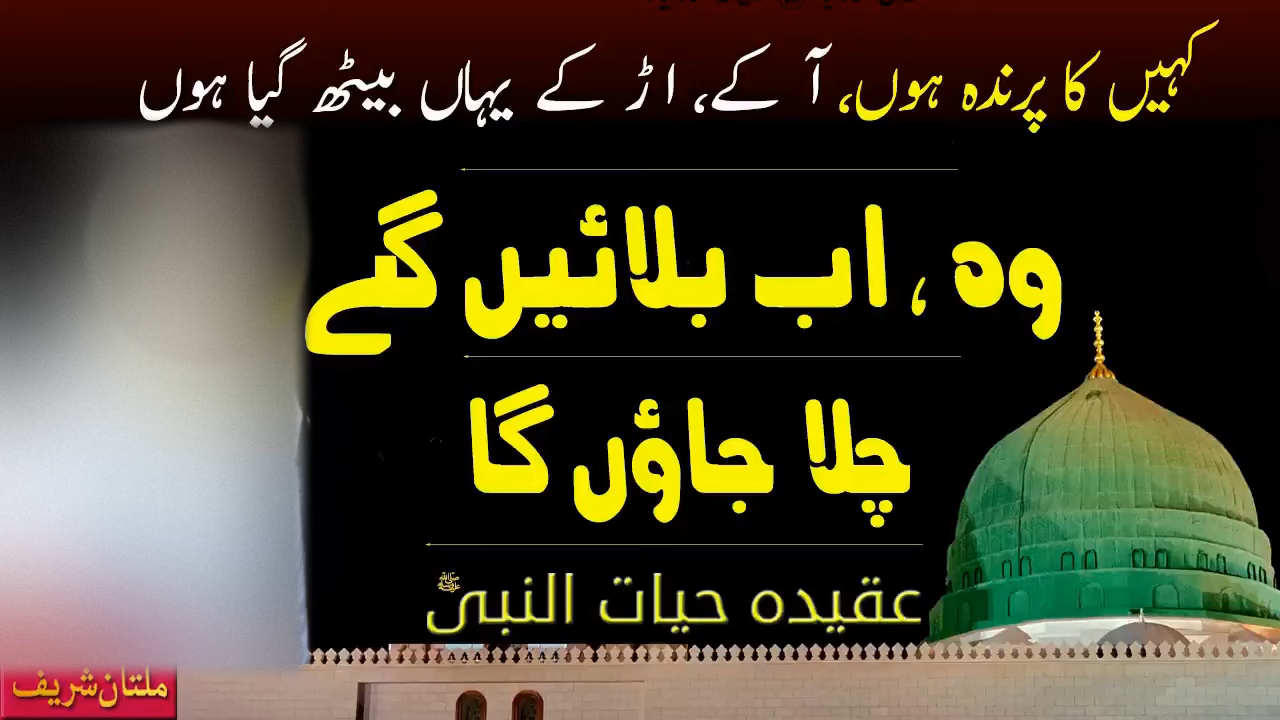 کہیں کا پرندہ ہوں، آ کے، اڑ کے یہاں بیٹھ گیا ہوں
وہ ، اب بلائیں گے
چلا جاؤں گا
عقیدہ حیات النبی ﷺ
ملتان شریف